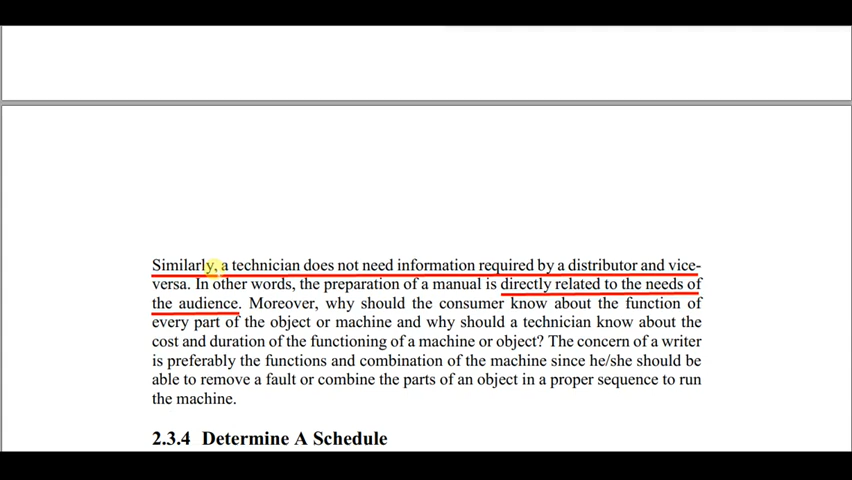 Similarly, a technician does not need information required by a distributor and vice-
versa. In other words, the preparation of a manual is directly related to the needs of
the audience. Moreover, why should the consumer know about the function of
every part of the object or machine and why should a technician know about the
cost and duration of the functioning of a machine or object? The concern of a writer
is preferably the functions and combination of the machine since he/she should be
able to remove a fault or combine the parts of an object in a proper sequence to run
the machine.
2.3.4 Determine A Schedule